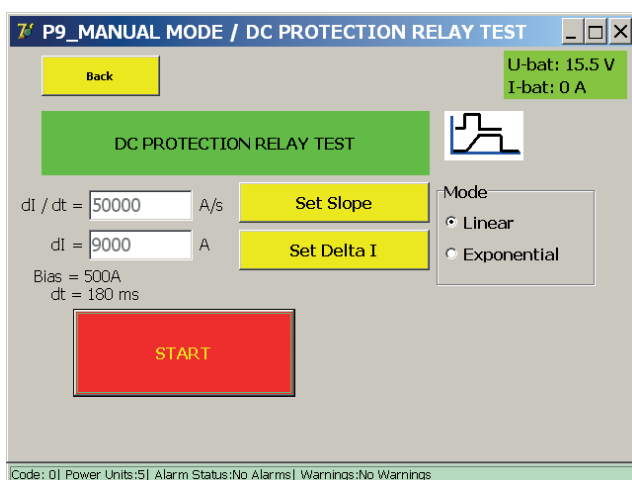 P9_MANUAL MODE / DC PROTECTION RELAY TEST
Back
U-bat: 15.5 V
I-bat: 0 A
DC PROTECTION RELAY TEST
dI / dt = 50000 A/s
Set Slope
Mode
Linear
dI = 9000 A
Set Delta I
Exponential
Bias = 500A
dt = 180 ms
START
Code: 0| Power Units:5| Alarm Status:No Alarms| Warnings:No Warnings